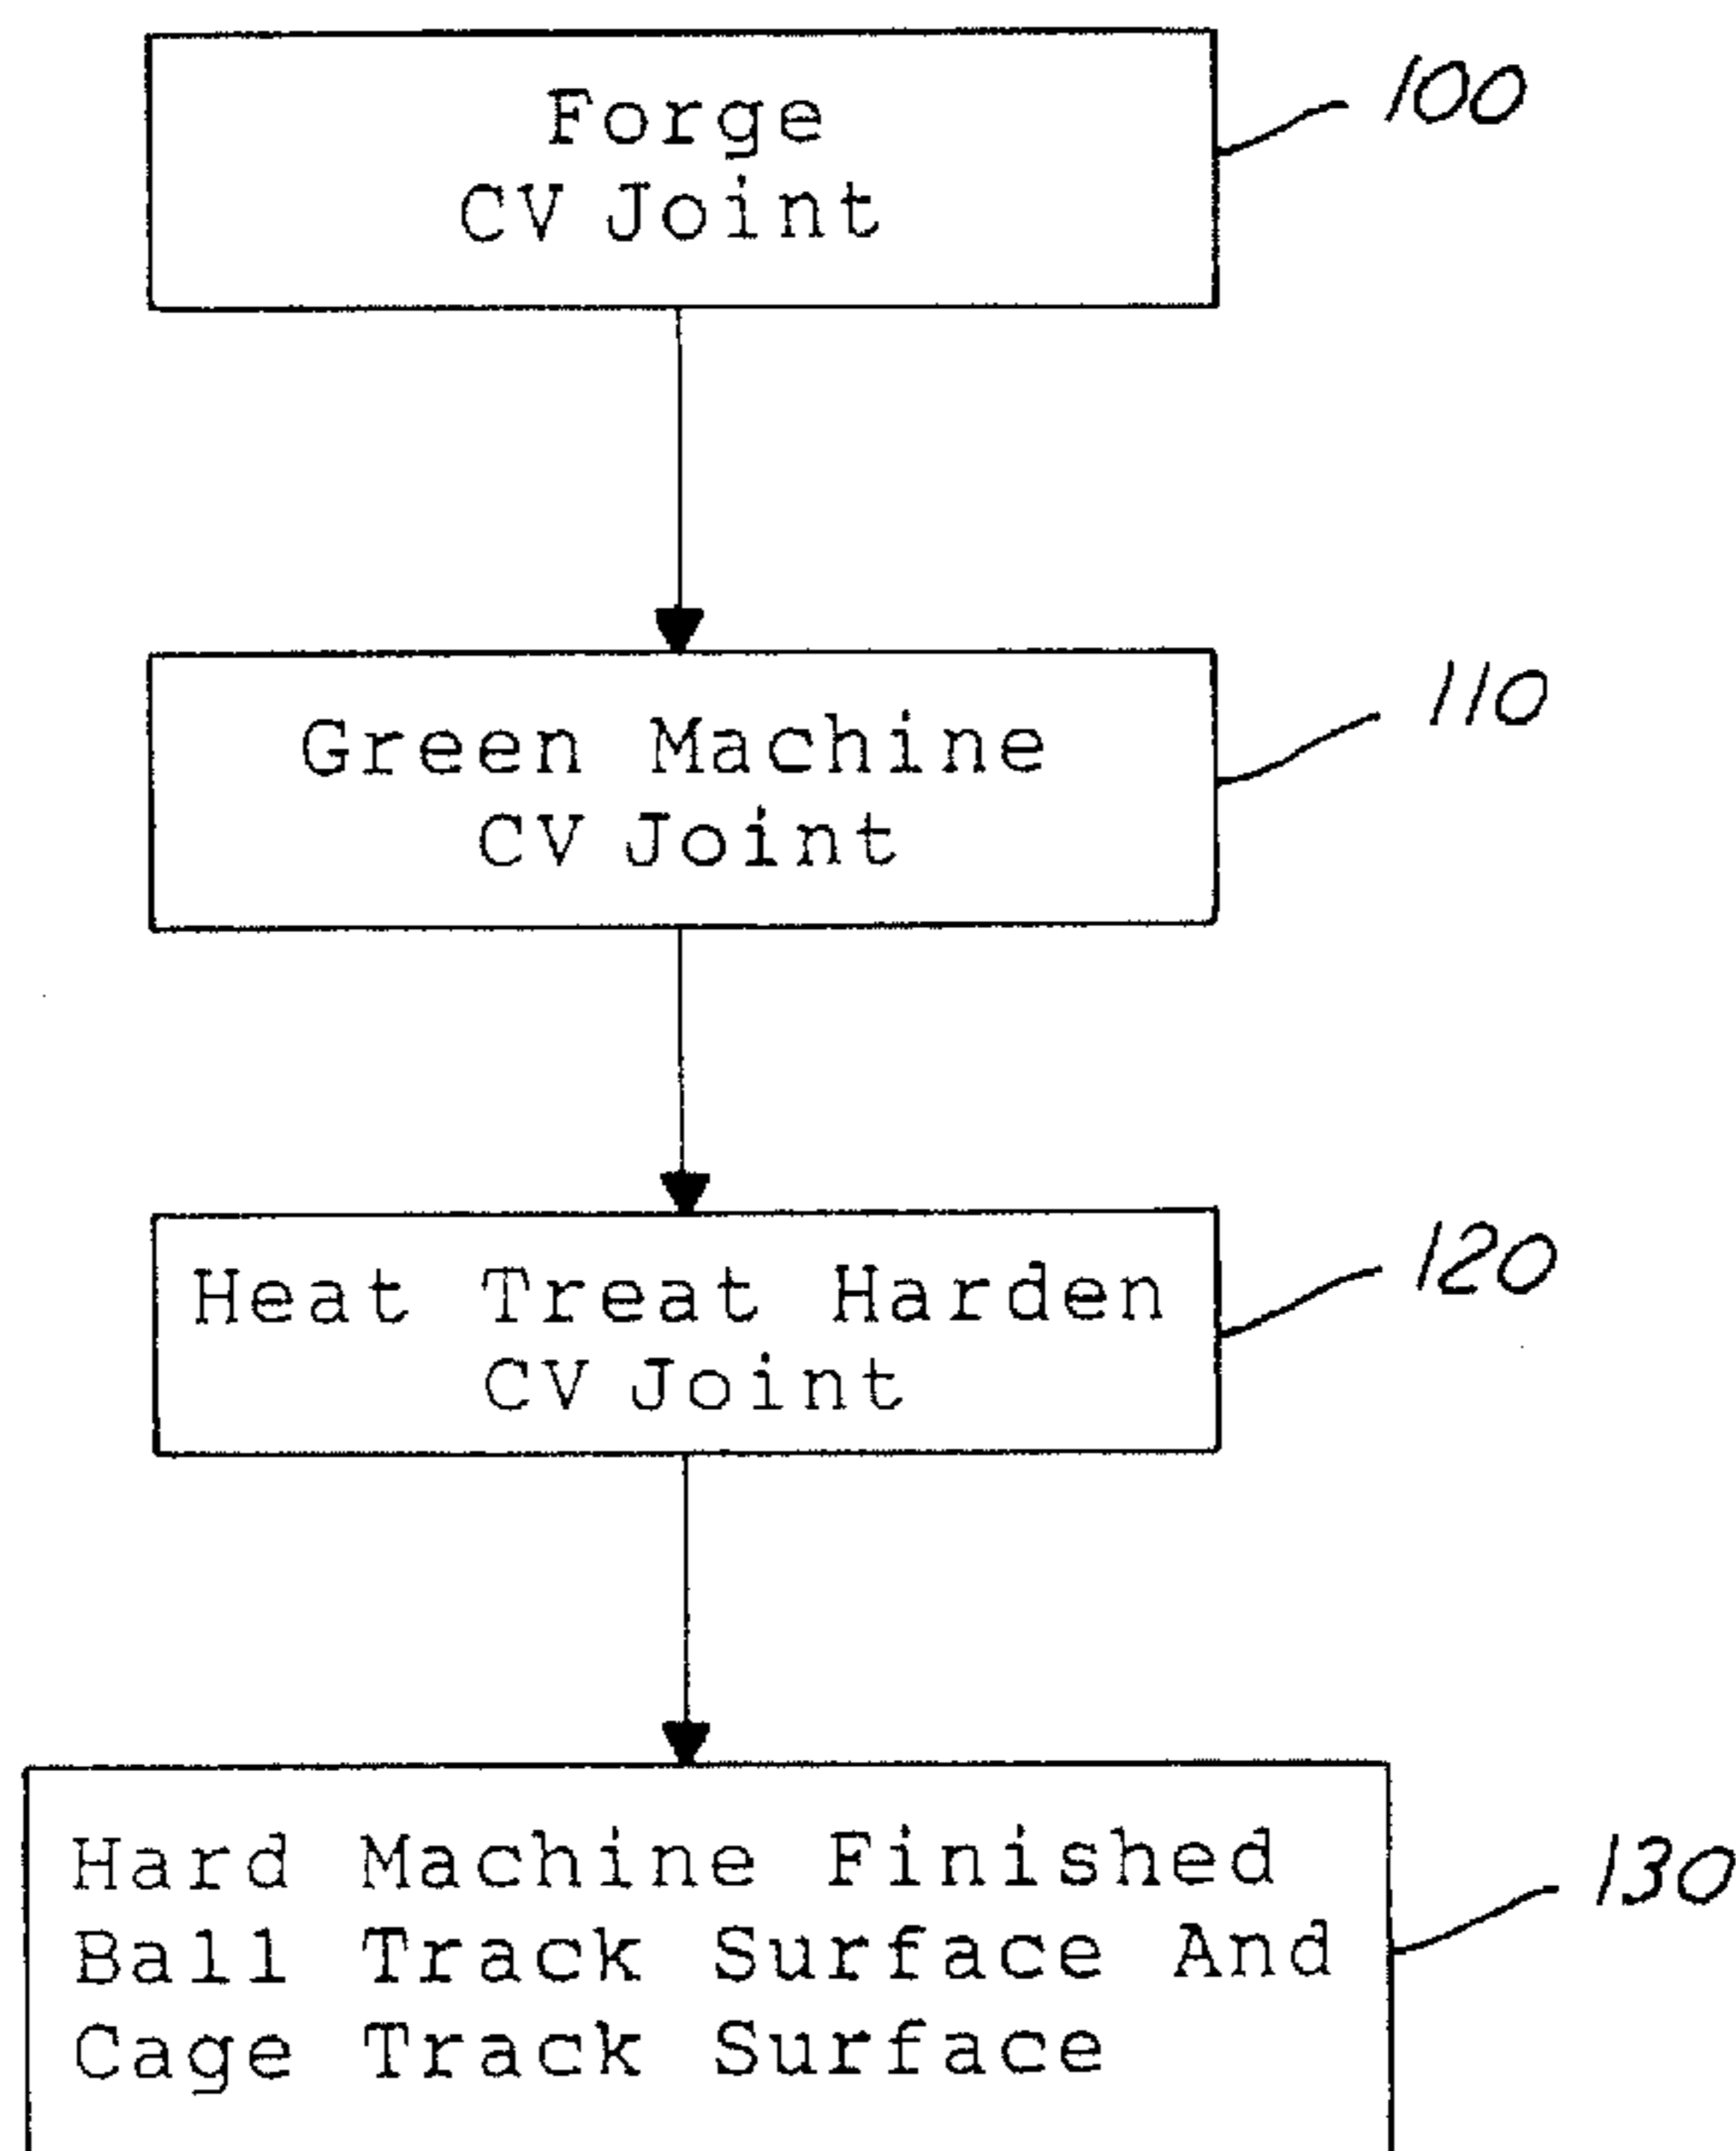 Forge
CV Joint
100
Green Machine
CV Joint
110
Heat Treat Harden
CV Joint
120
Hard Machine Finished
Ball Track Surface And
Cage Track Surface
130